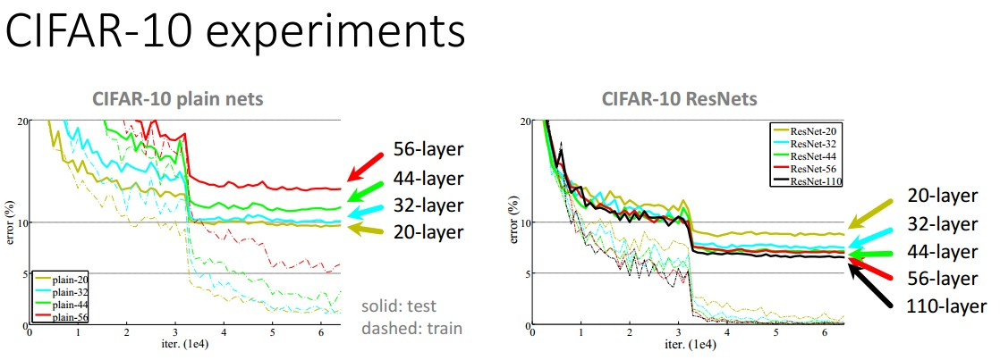 CIFAR-10 experiments
CIFAR-10 plain nets
20
10
5
0
error (%)
0 1 2 3 4 5 6
iter. (1e4)
plain-20
plain-32
plain-44
plain-56
56-layer
44-layer
32-layer
20-layer
solid: test
dashed: train
CIFAR-10 ResNets
20
10
5
0
error (%)
0 1 2 3 4 5 6
iter. (1e4)
ResNet-20
ResNet-32
ResNet-44
ResNet-56
ResNet-110
20-layer
32-layer
44-layer
56-layer
110-layer